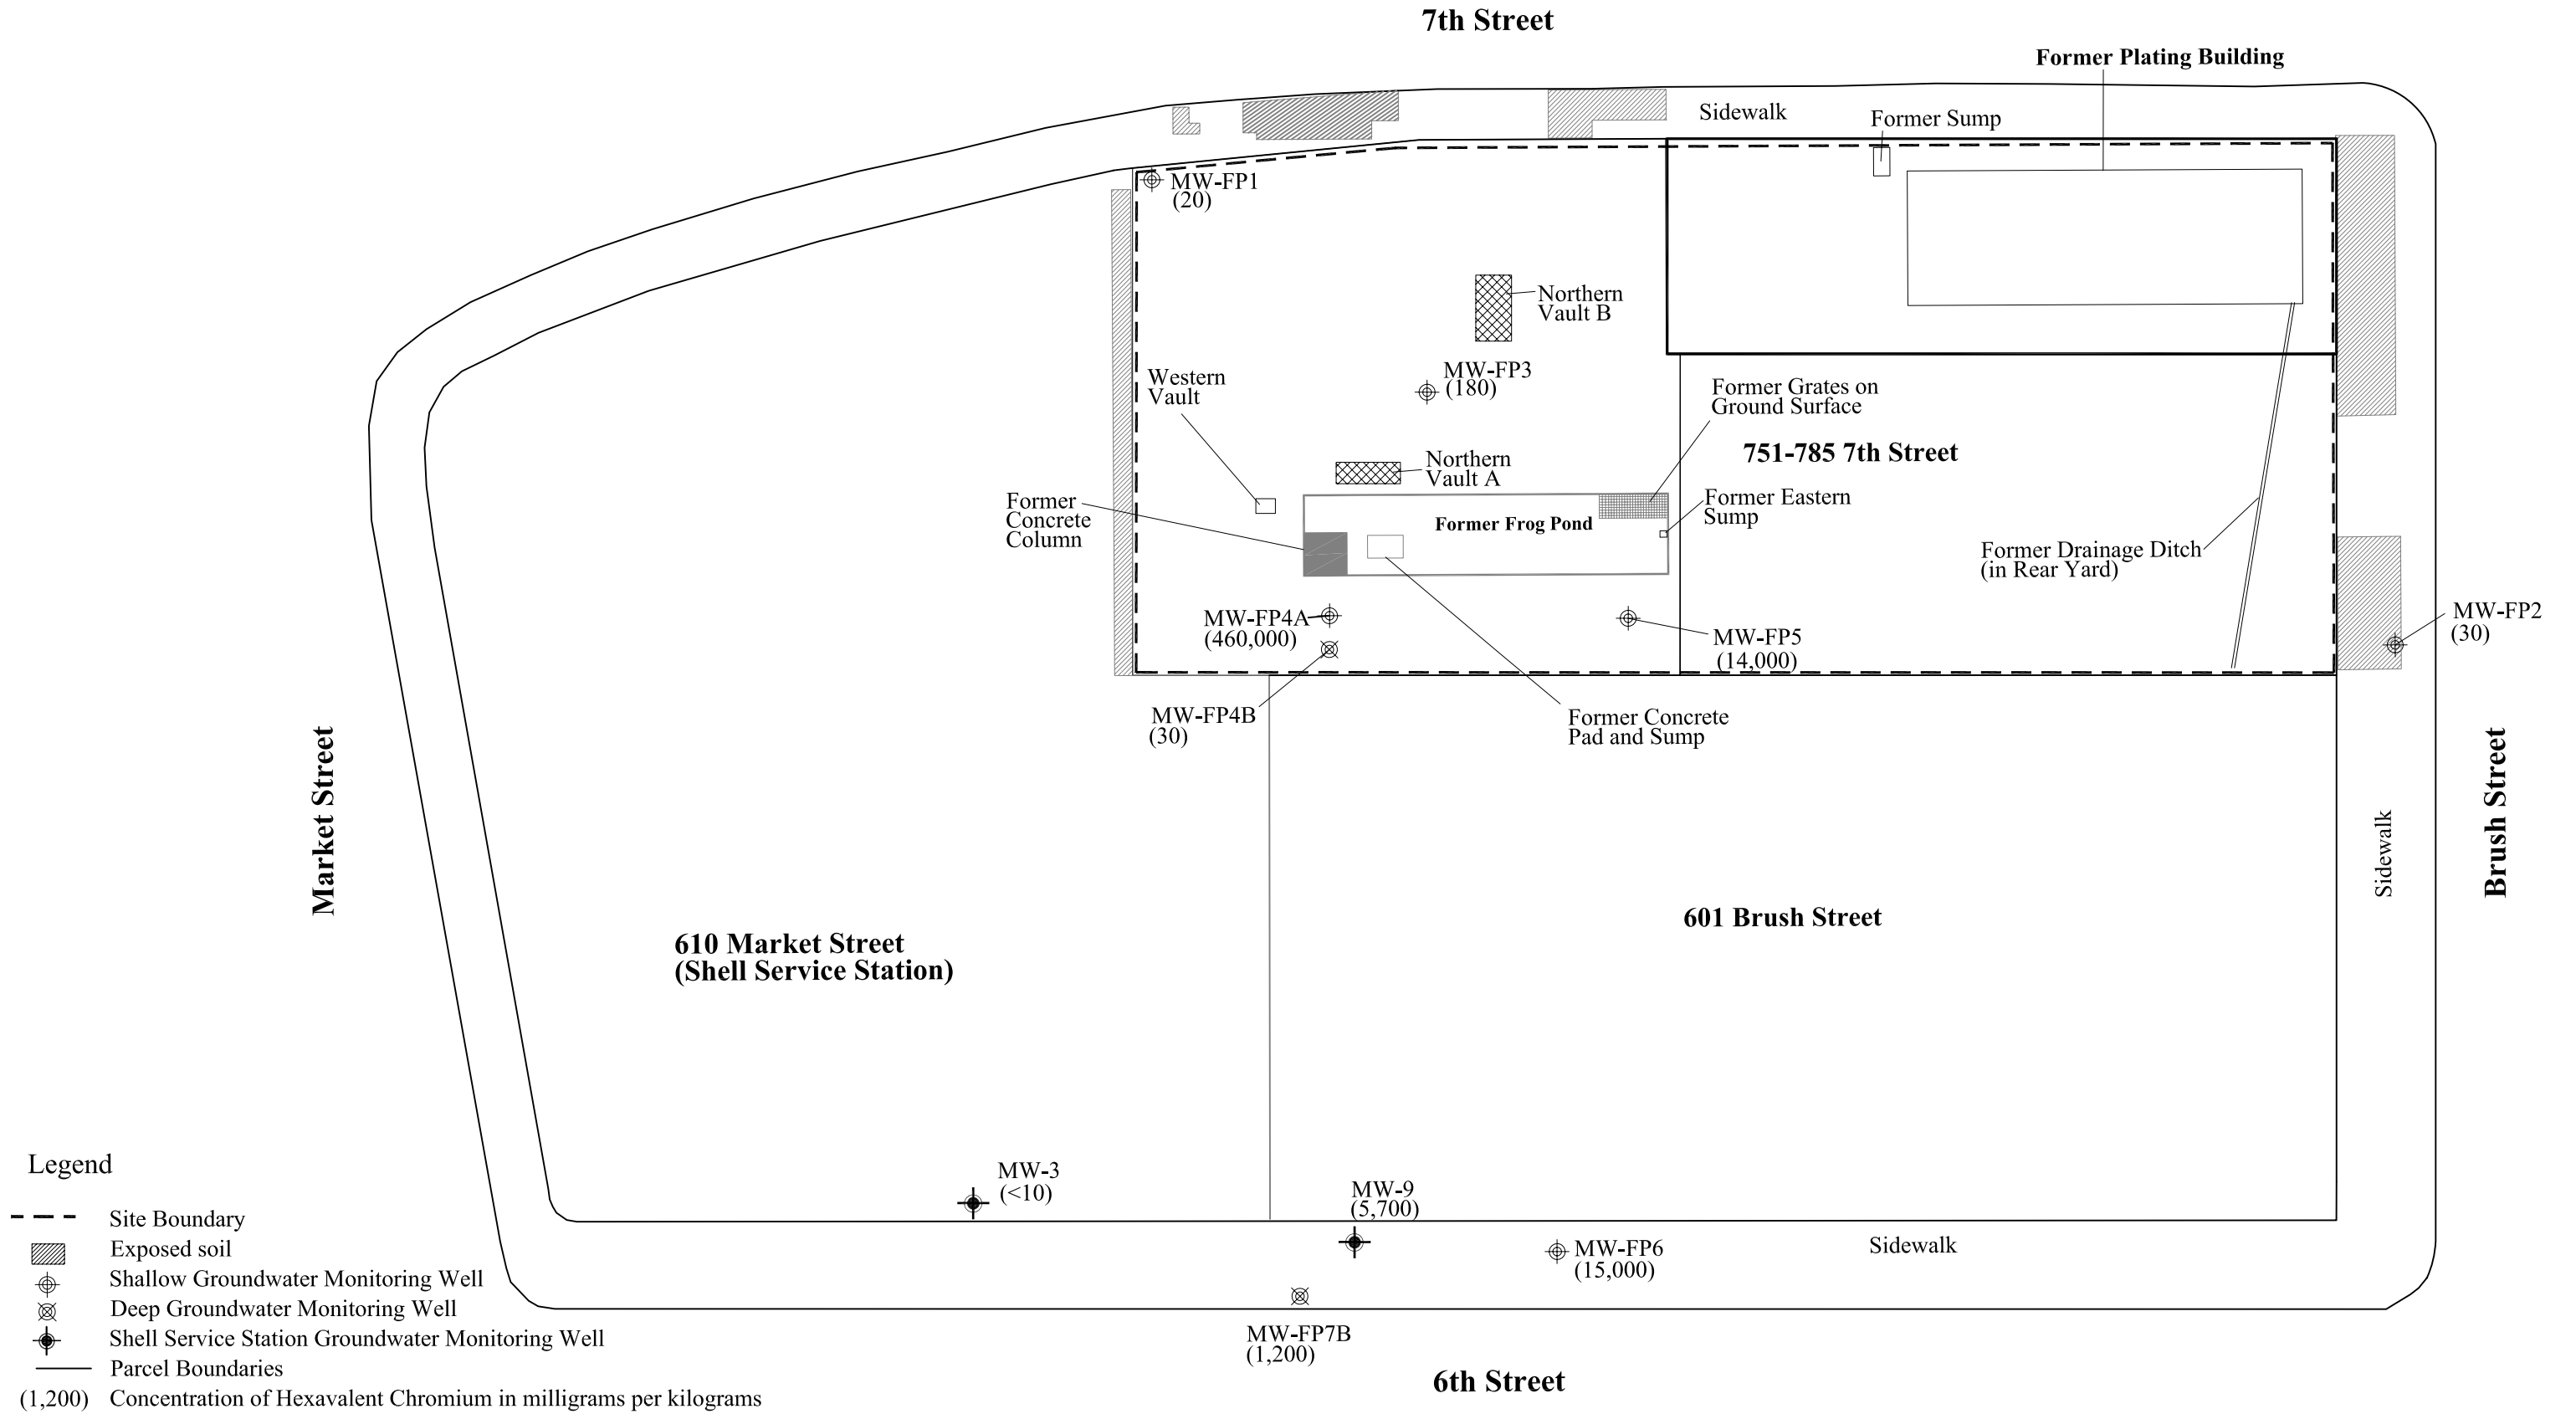 7th Street
Former Plating Building
Sidewalk
Former Sump
MW-FP1
(20)
Northern
Vault B
MW-FP3
(180)
Western
Vault
Former Grates on
Ground Surface
751-785 7th Street
Northern
Vault A
Former
Concrete
Column
Former Frog Pond
Former Eastern
Sump
Former Drainage Ditch
(in Rear Yard)
MW-FP4A
(460,000)
MW-FP5
(14,000)
MW-FP2
(30)
MW-FP4B
(30)
Former Concrete
Pad and Sump
Market Street
Sidewalk
Brush Street
610 Market Street
(Shell Service Station)
601 Brush Street
MW-3
(<10)
MW-9
(5,700)
MW-FP6
(15,000)
Sidewalk
MW-FP7B
(1,200)
6th Street
Legend
Site Boundary
Exposed soil
Shallow Groundwater Monitoring Well
Deep Groundwater Monitoring Well
Shell Service Station Groundwater Monitoring Well
Parcel Boundaries
(1,200) Concentration of Hexavalent Chromium in milligrams per kilograms